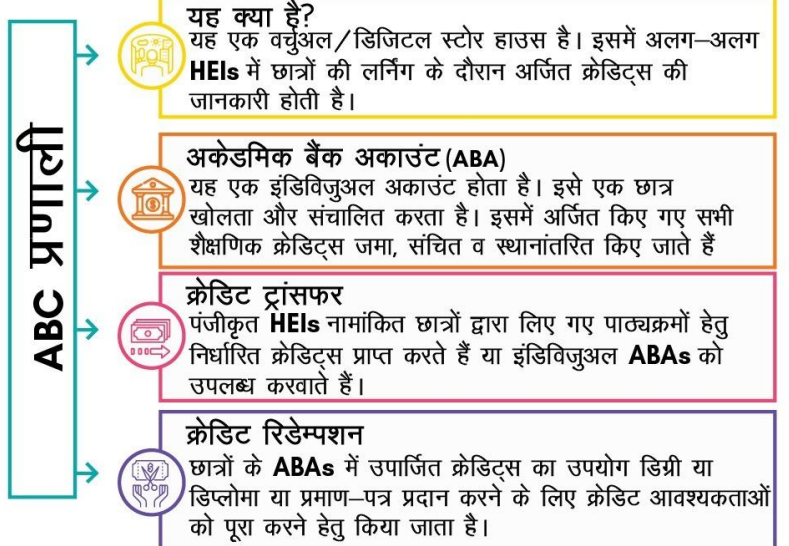 ABC प्रणाली
यह क्या है?
यह एक वर्चुअल/डिजिटल स्टोर हाउस है। इसमें अलग–अलग
HEIs में छात्रों की लर्निंग के दौरान अर्जित क्रेडिट्स की
जानकारी होती है।
अकेडमिक बैंक अकाउंट (ABA)
यह एक इंडिविजुअल अकाउंट होता है। इसे एक छात्र
खोलता और संचालित करता है। इसमें अर्जित किए गए सभी
शैक्षणिक क्रेडिट्स जमा, संचित व स्थानांतरित किए जाते हैं
क्रेडिट ट्रांसफर
पंजीकृत HEIs नामांकित छात्रों द्वारा लिए गए पाठ्यक्रमों हेतु
निर्धारित क्रेडिट्स प्राप्त करते हैं या इंडिविजुअल ABAs को
उपलब्ध करवाते हैं।
क्रेडिट रिडेम्पशन
छात्रों के ABAs में उपार्जित क्रेडिट्स का उपयोग डिग्री या
डिप्लोमा या प्रमाण–पत्र प्रदान करने के लिए क्रेडिट आवश्यकताओं
को पूरा करने हेतु किया जाता है।